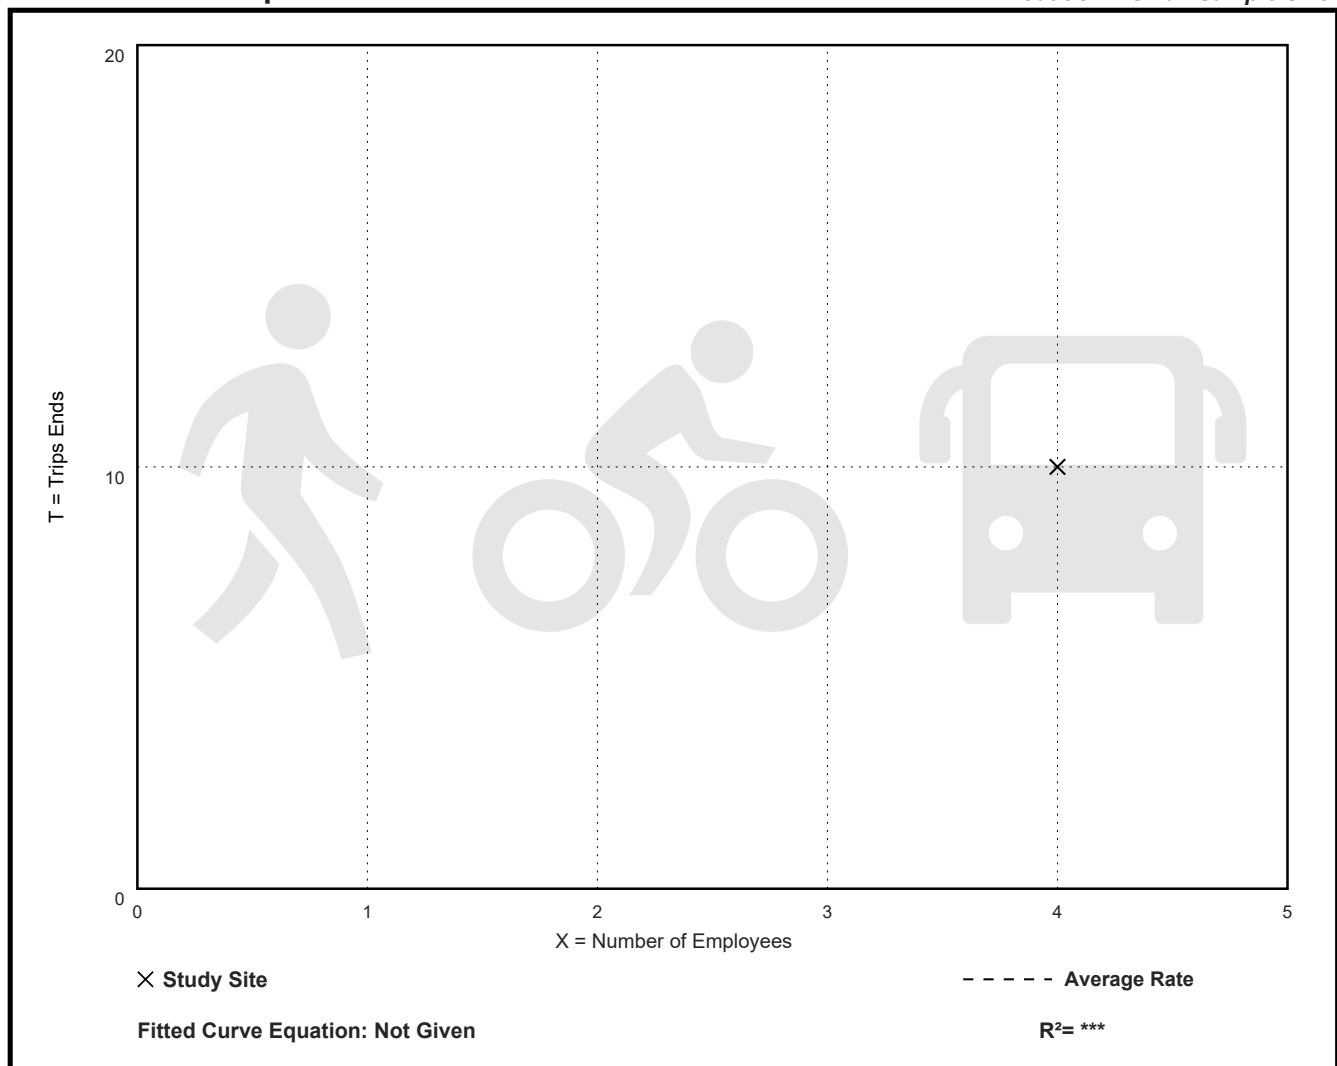 20
T = Trips Ends
10
0
0 1 2 3 4 5
X = Number of Employees
Study Site
Average Rate
Fitted Curve Equation: Not Given
R²= ***